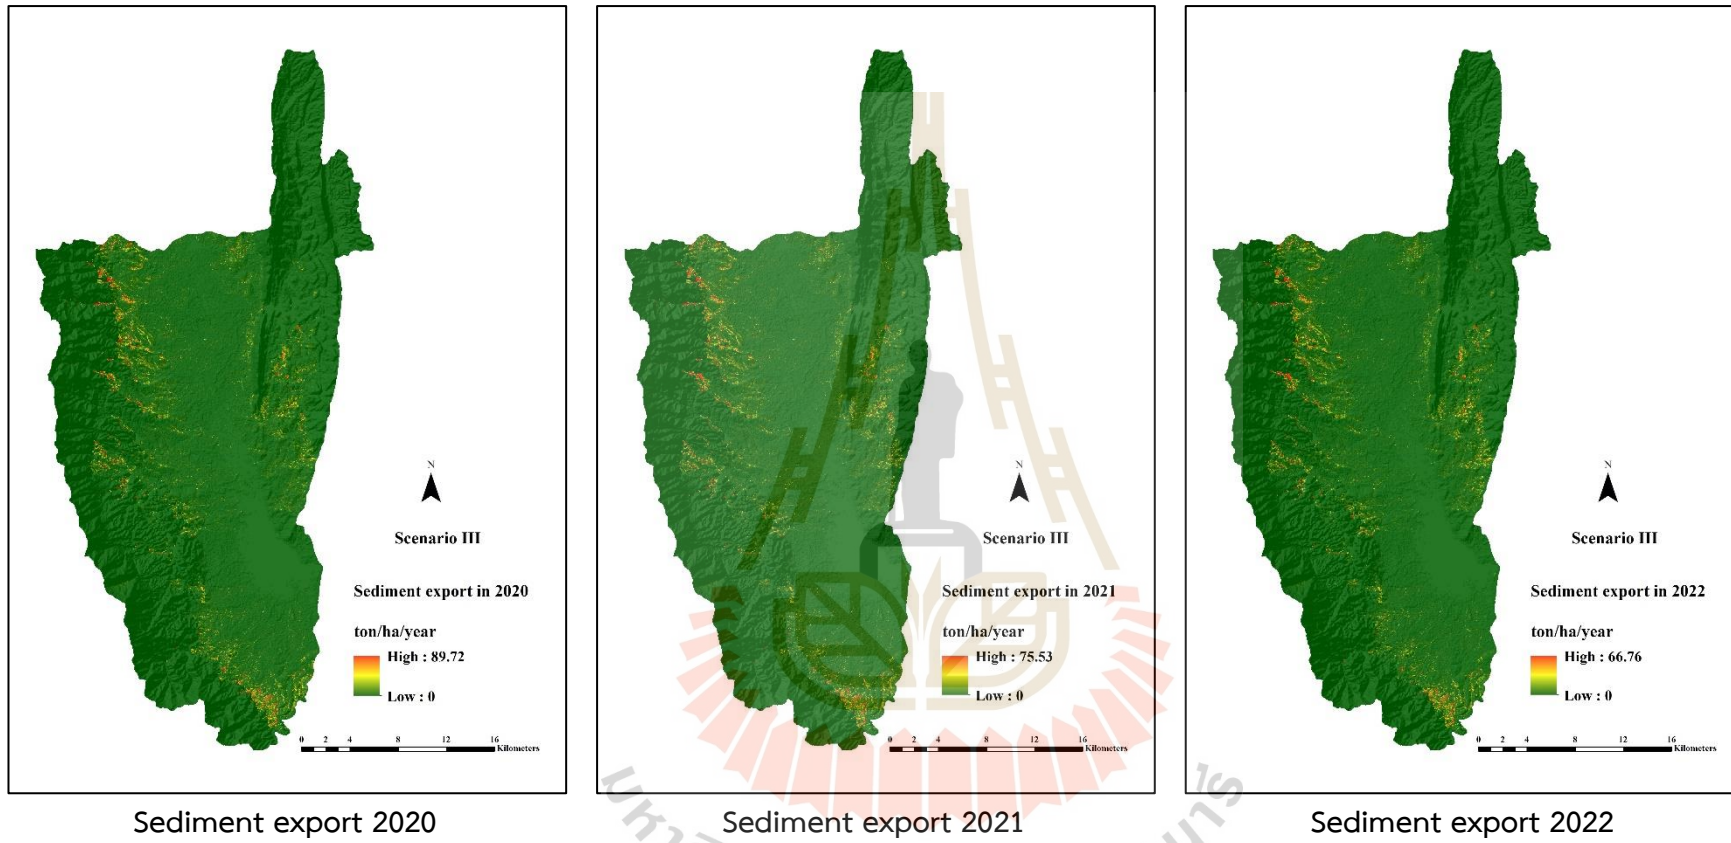 N
Scenario III
Sediment export in 2020
ton/ha/year
High : 89.72
Low : 0
0 2 4 8 12 16
Kilometers
Sediment export 2020
N
Scenario III
Sediment export in 2021
ton/ha/year
High : 75.53
Low : 0
0 2 4 8 12 16
Kilometers
Sediment export 2021
N
Scenario III
Sediment export in 2022
ton/ha/year
High : 66.76
Low : 0
0 2 4 8 12 16
Kilometers
Sediment export 2022